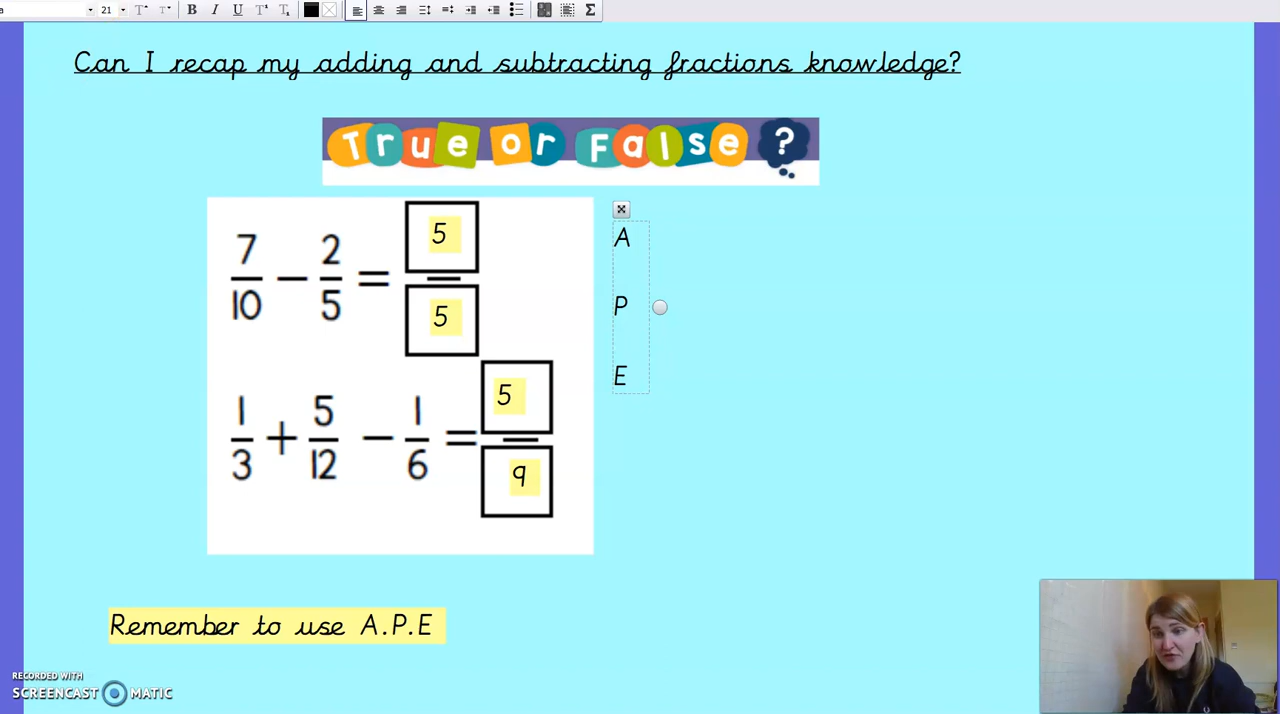 21 B I U T T Σ
Can I recap my adding and subtracting fractions knowledge?
True or False ?
7/10 − 2/5 = 5/5
A
P
E
1/3 + 5/12 − 1/6 = 5/9
Remember to use A.P.E
RECORDED WITH
SCREENCAST MATIC